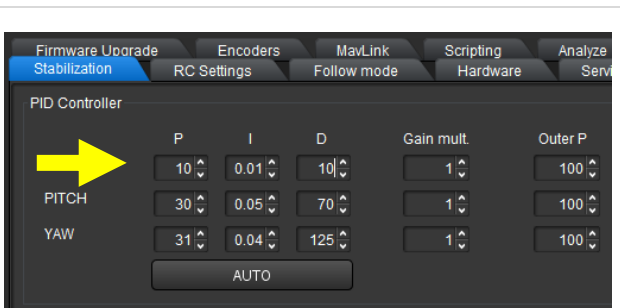 Firmware Upgrade Encoders MavLink Scripting Analyze
Stabilization RC Settings Follow mode Hardware Servi
PID Controller
P I D Gain mult. Outer P
10 0.01 10 1 100
PITCH 30 0.05 70 1 100
YAW 31 0.04 125 1 100
AUTO